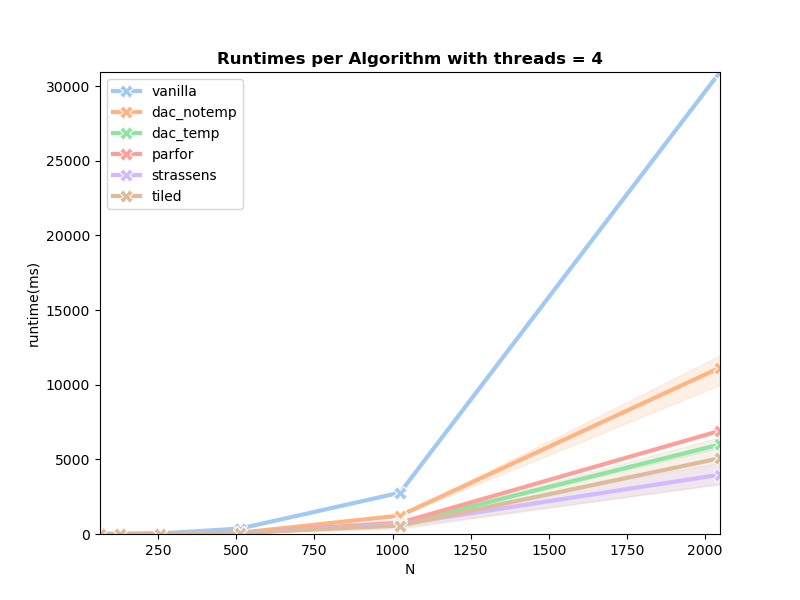 Runtimes per Algorithm with threads = 4
vanilla
dac_notemp
dac_temp
parfor
strassens
tiled
runtime(ms)
30000
25000
20000
15000
10000
5000
0
250 500 750 1000 1250 1500 1750 2000
N